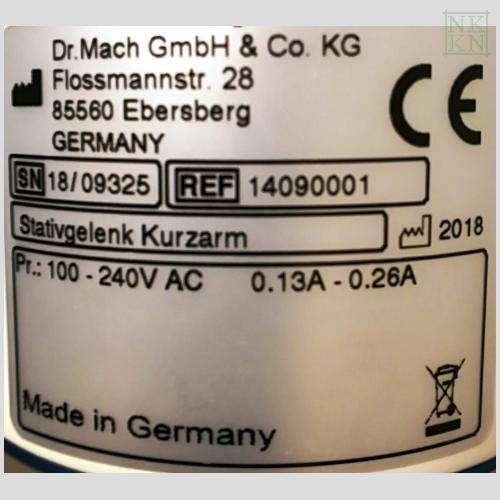 NK
KN
Dr.Mach GmbH & Co. KG
Flossmannstr. 28
85560 Ebersberg
GERMANY
CE
SN 18/09325 REF 14090001
Stativgelenk Kurzarm 2018
Pr.: 100 - 240V AC 0.13A - 0.26A
Made in Germany